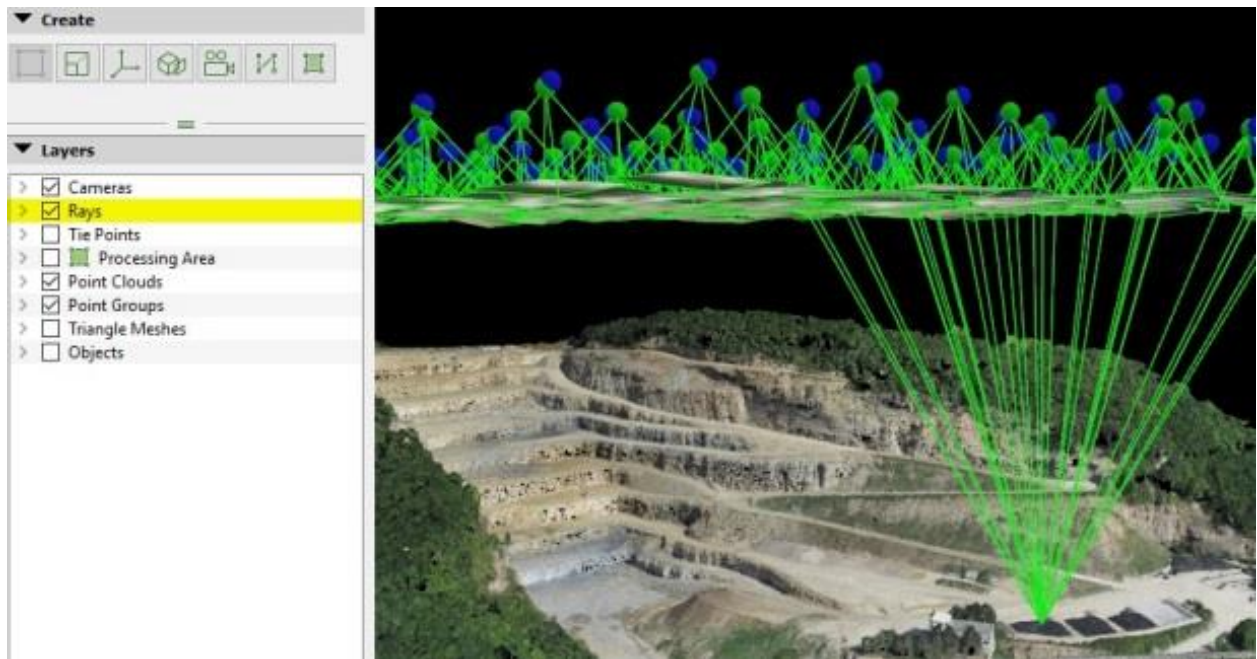 Create
Layers
Cameras
Rays
Tie Points
Processing Area
Point Clouds
Point Groups
Triangle Meshes
Objects